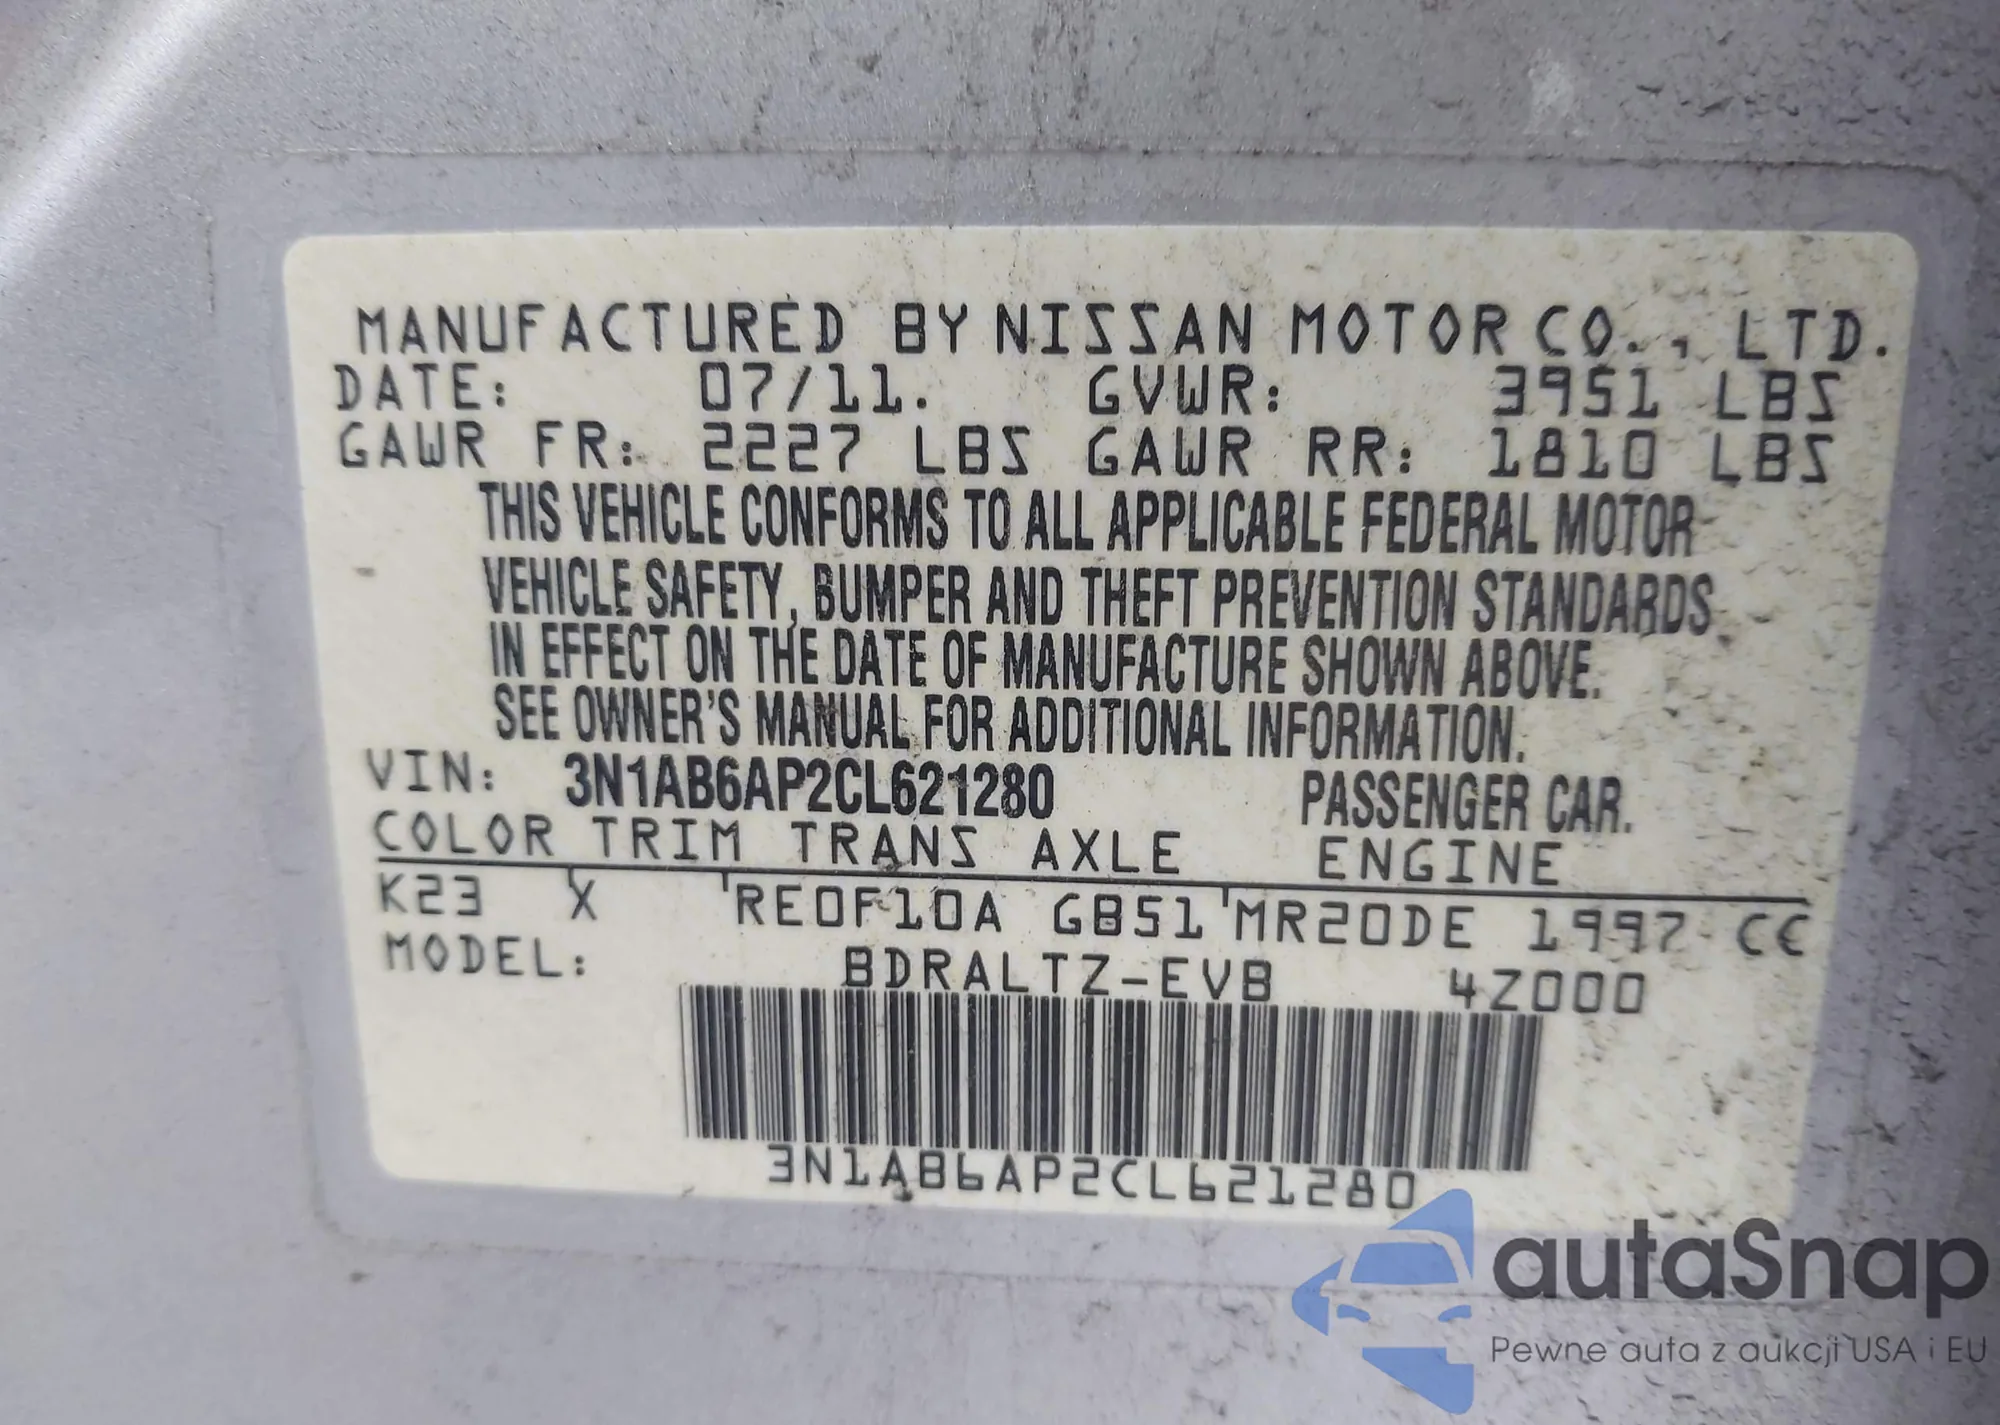 MANUFACTURED BY NISSAN MOTOR CO., LTD.
DATE: 07/11. GVWR: 3951 LBS
GAWR FR: 2227 LBS GAWR RR: 1810 LBS
THIS VEHICLE CONFORMS TO ALL APPLICABLE FEDERAL MOTOR
VEHICLE SAFETY, BUMPER AND THEFT PREVENTION STANDARDS
IN EFFECT ON THE DATE OF MANUFACTURE SHOWN ABOVE.
SEE OWNER'S MANUAL FOR ADDITIONAL INFORMATION.
VIN: 3N1AB6AP2CL621280 PASSENGER CAR.
COLOR TRIM TRANS AXLE ENGINE
K23 X RE0F10A GB51 MR20DE 1997 CC
MODEL: BDRALTZ-EVB 4Z000
3N1AB6AP2CL621280
autaSnap
Pewne auta z aukcji USA i EU